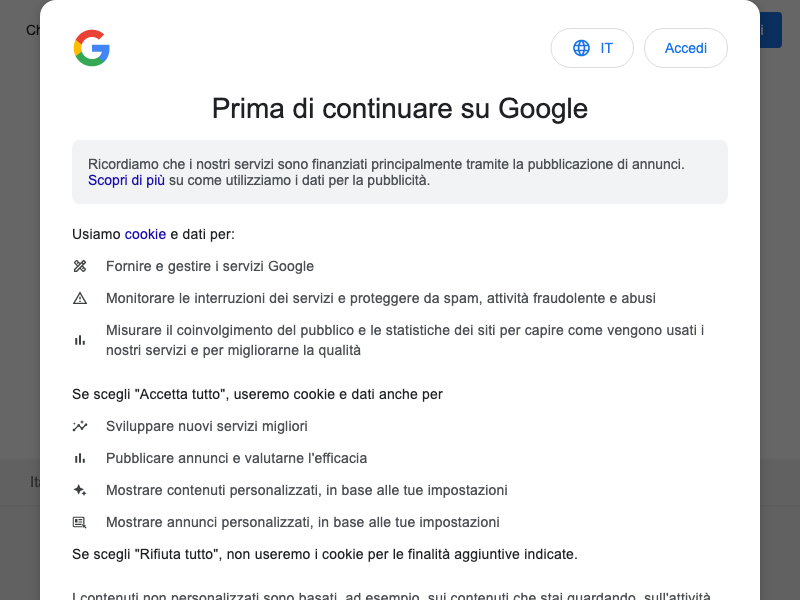 IT
Accedi
Prima di continuare su Google
Ricordiamo che i nostri servizi sono finanziati principalmente tramite la pubblicazione di annunci.
Scopri di più su come utilizziamo i dati per la pubblicità.
Usiamo cookie e dati per:
Fornire e gestire i servizi Google
Monitorare le interruzioni dei servizi e proteggere da spam, attività fraudolente e abusi
Misurare il coinvolgimento del pubblico e le statistiche dei siti per capire come vengono usati i
nostri servizi e per migliorarne la qualità
Se scegli "Accetta tutto", useremo cookie e dati anche per
Sviluppare nuovi servizi migliori
Pubblicare annunci e valutarne l'efficacia
Mostrare contenuti personalizzati, in base alle tue impostazioni
Mostrare annunci personalizzati, in base alle tue impostazioni
Se scegli "Rifiuta tutto", non useremo i cookie per le finalità aggiuntive indicate.
I contenuti non personalizzati sono basati, ad esempio, sui contenuti che stai guardando, sull'attività